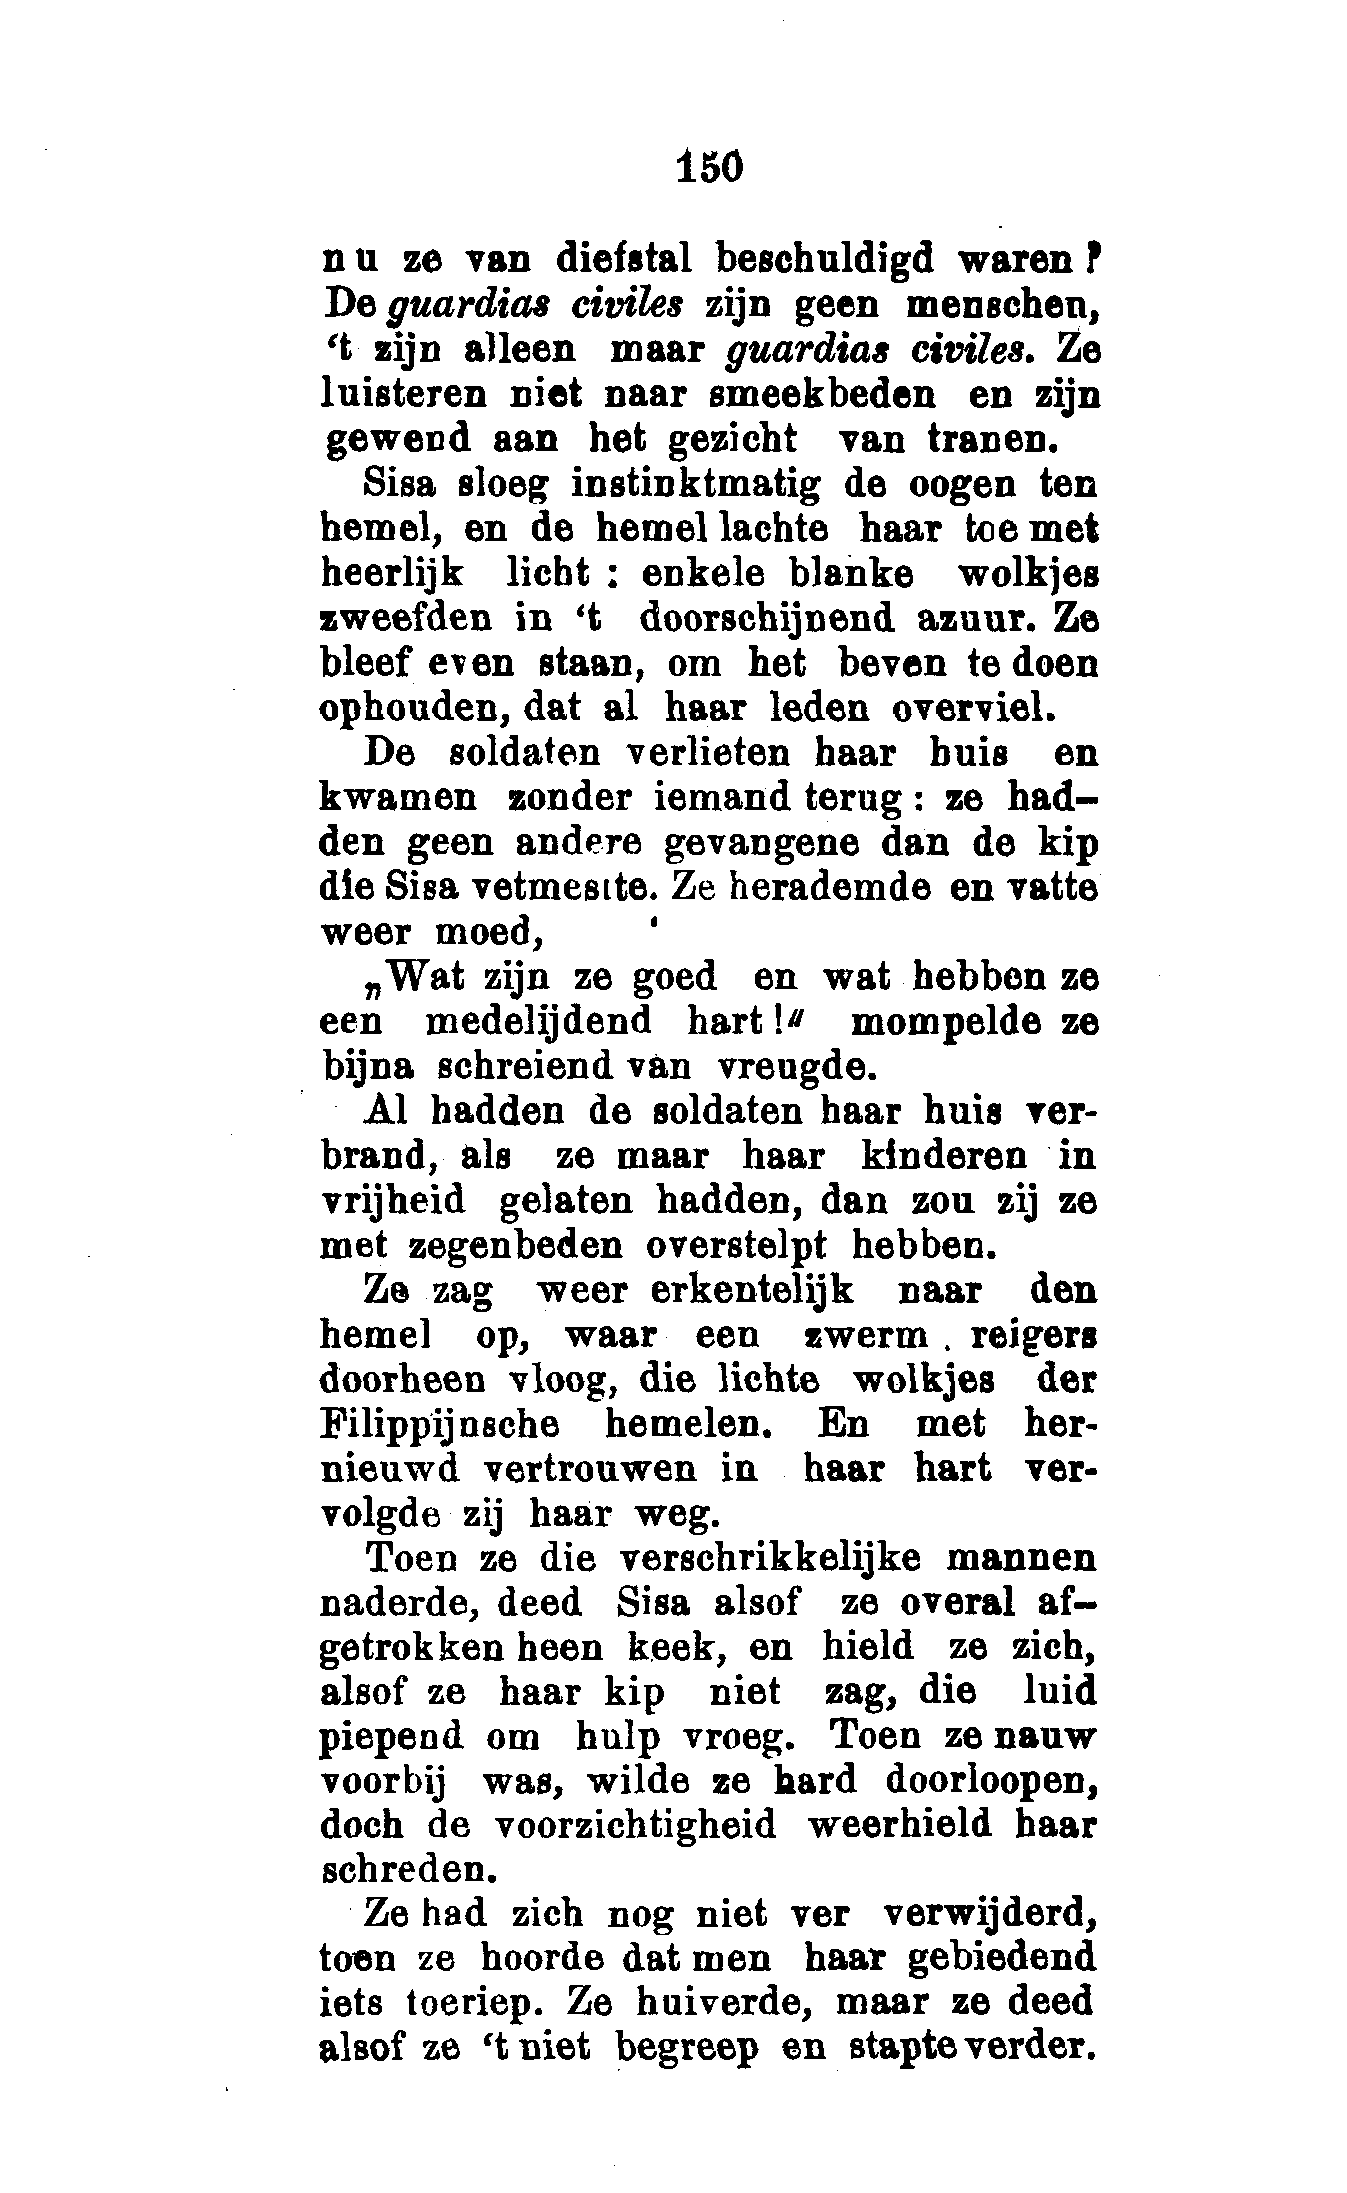 150
nu ze van diefstal beschuldigd waren?
De guardias civiles zijn geen menschen,
‘t zijn alleen maar guardias civiles. Ze
luisteren niet naar smeekbeden en zijn
gewend aan het gezicht van tranen.
Sisa sloeg instinktmatig de oogen ten
hemel, en de hemel lachte haar toe met
heerlijk licht : enkele blanke wolkjes
zweefden in ‘t doorschijnend azuur. Ze
bleef even staan, om het beven te doen
ophouden, dat al haar leden overviel.
De soldaten verlieten haar huis en
kwamen zonder iemand terug : ze had-
den geen andere gevangene dan de kip
die Sisa vetmestte. Ze herademde en vatte
weer moed,
„Wat zijn ze goed en wat hebben ze
een medelijdend hart!" mompelde ze
bijna schreiend van vreugde.
Al hadden de soldaten haar huis ver-
brand, als ze maar haar kinderen in
vrijheid gelaten hadden, dan zou zij ze
met zegenbeden overstelpt hebben.
Ze zag weer erkentelijk naar den
hemel op, waar een zwerm . reigers
doorheen vloog, die lichte wolkjes der
Filippijnsche hemelen. En met her-
nieuwd vertrouwen in haar hart ver-
volgde zij haar weg.
Toen ze die verschrikkelijke mannen
naderde, deed Sisa alsof ze overal af-
getrokken heen keek, en hield ze zich,
alsof ze haar kip niet zag, die luid
piepend om hulp vroeg. Toen ze nauw
voorbij was, wilde ze hard doorloopen,
doch de voorzichtigheid weerhield haar
schreden.
Ze had zich nog niet ver verwijderd,
toen ze hoorde dat men haar gebiedend
iets toeriep. Ze huiverde, maar ze deed
alsof ze ‘t niet begreep en stapte verder.